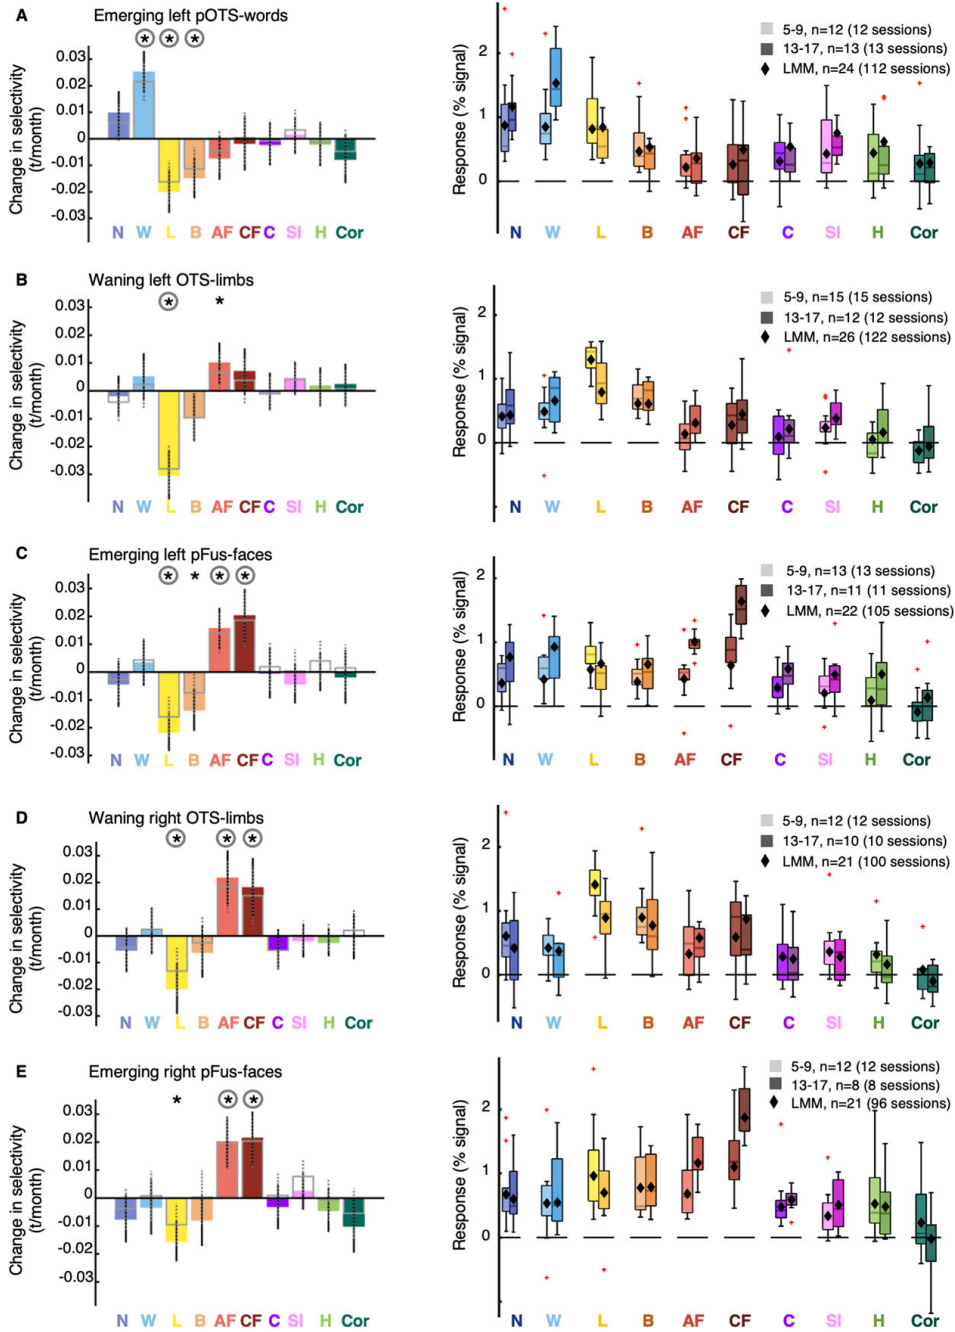 A
Emerging left pOTS-words
Change in selectivity
(t/month)
0.03
0.02
0.01
0
-0.01
-0.02
-0.03
* * *
N W L B AF CF C SI H Cor
Response (% signal)
2
1
0
5-9, n=12 (12 sessions)
13-17, n=13 (13 sessions)
LMM, n=24 (112 sessions)
N W L B AF CF C SI H Cor
B
Waning left OTS-limbs
Change in selectivity
(t/month)
0.03
0.02
0.01
0
-0.01
-0.02
-0.03
* *
N W L B AF CF C SI H Cor
Response (% signal)
2
1
0
5-9, n=15 (15 sessions)
13-17, n=12 (12 sessions)
LMM, n=26 (122 sessions)
N W L B AF CF C SI H Cor
C
Emerging left pFus-faces
Change in selectivity
(t/month)
0.03
0.02
0.01
0
-0.01
-0.02
-0.03
* * * *
N W L B AF CF C SI H Cor
Response (% signal)
2
1
0
5-9, n=13 (13 sessions)
13-17, n=11 (11 sessions)
LMM, n=22 (105 sessions)
N W L B AF CF C SI H Cor
D
Waning right OTS-limbs
Change in selectivity
(t/month)
0.03
0.02
0.01
0
-0.01
-0.02
-0.03
* * *
N W L B AF CF C SI H Cor
Response (% signal)
2
1
0
5-9, n=12 (12 sessions)
13-17, n=10 (10 sessions)
LMM, n=21 (100 sessions)
N W L B AF CF C SI H Cor
E
Emerging right pFus-faces
Change in selectivity
(t/month)
0.03
0.02
0.01
0
-0.01
-0.02
-0.03
* * *
N W L B AF CF C SI H Cor
Response (% signal)
2
1
0
5-9, n=12 (12 sessions)
13-17, n=8 (8 sessions)
LMM, n=21 (96 sessions)
N W L B AF CF C SI H Cor